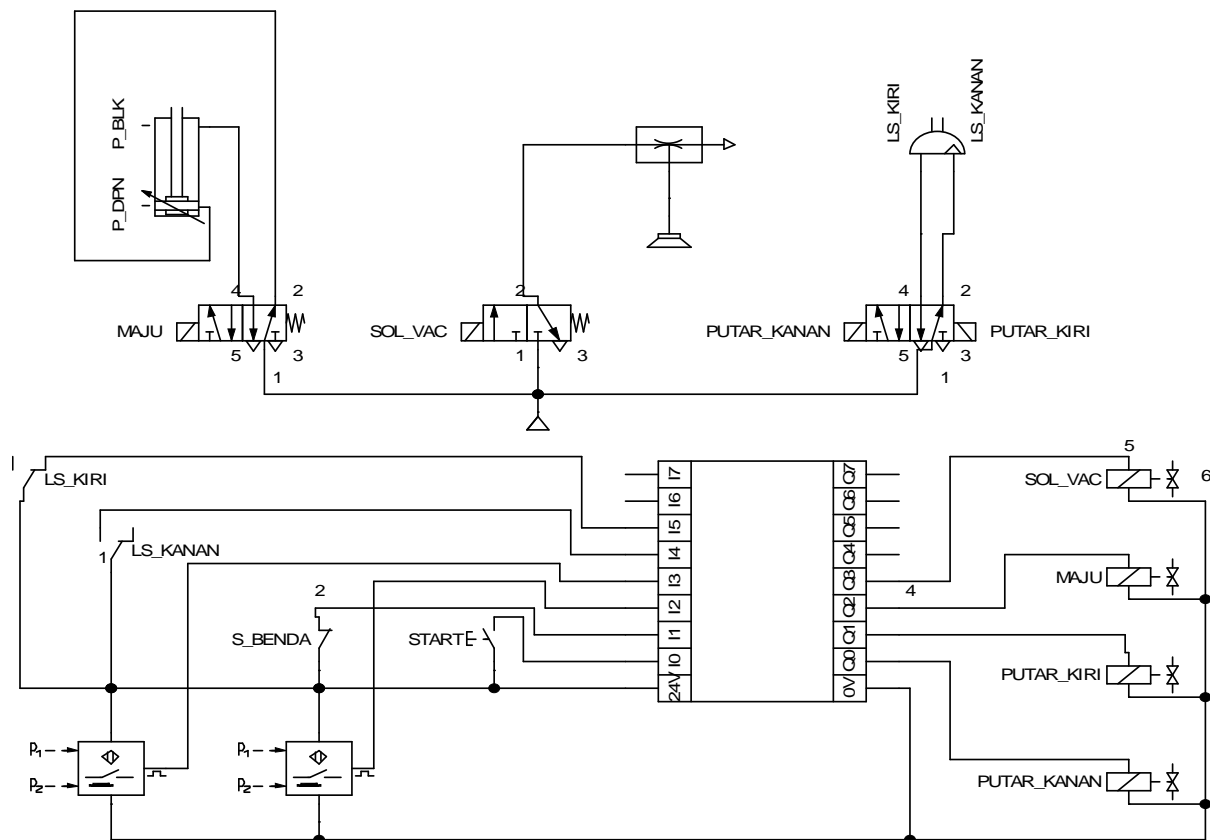 P_BLK
P_DPN
LS_KIRI
LS_KANAN
4 2
MAJU
5 3
1
2
SOL_VAC
1 3
4 2
PUTAR_KANAN PUTAR_KIRI
5 3
1
LS_KIRI
1 LS_KANAN
2
S_BENDA
START
I7 Q7
I6 Q6
I5 Q5
I4 Q4
I3 Q3
4
I2 Q2
I1 Q1
I0 Q0
24V 0V
5
SOL_VAC 6
MAJU
PUTAR_KIRI
PUTAR_KANAN
p1 p1
p2 p2